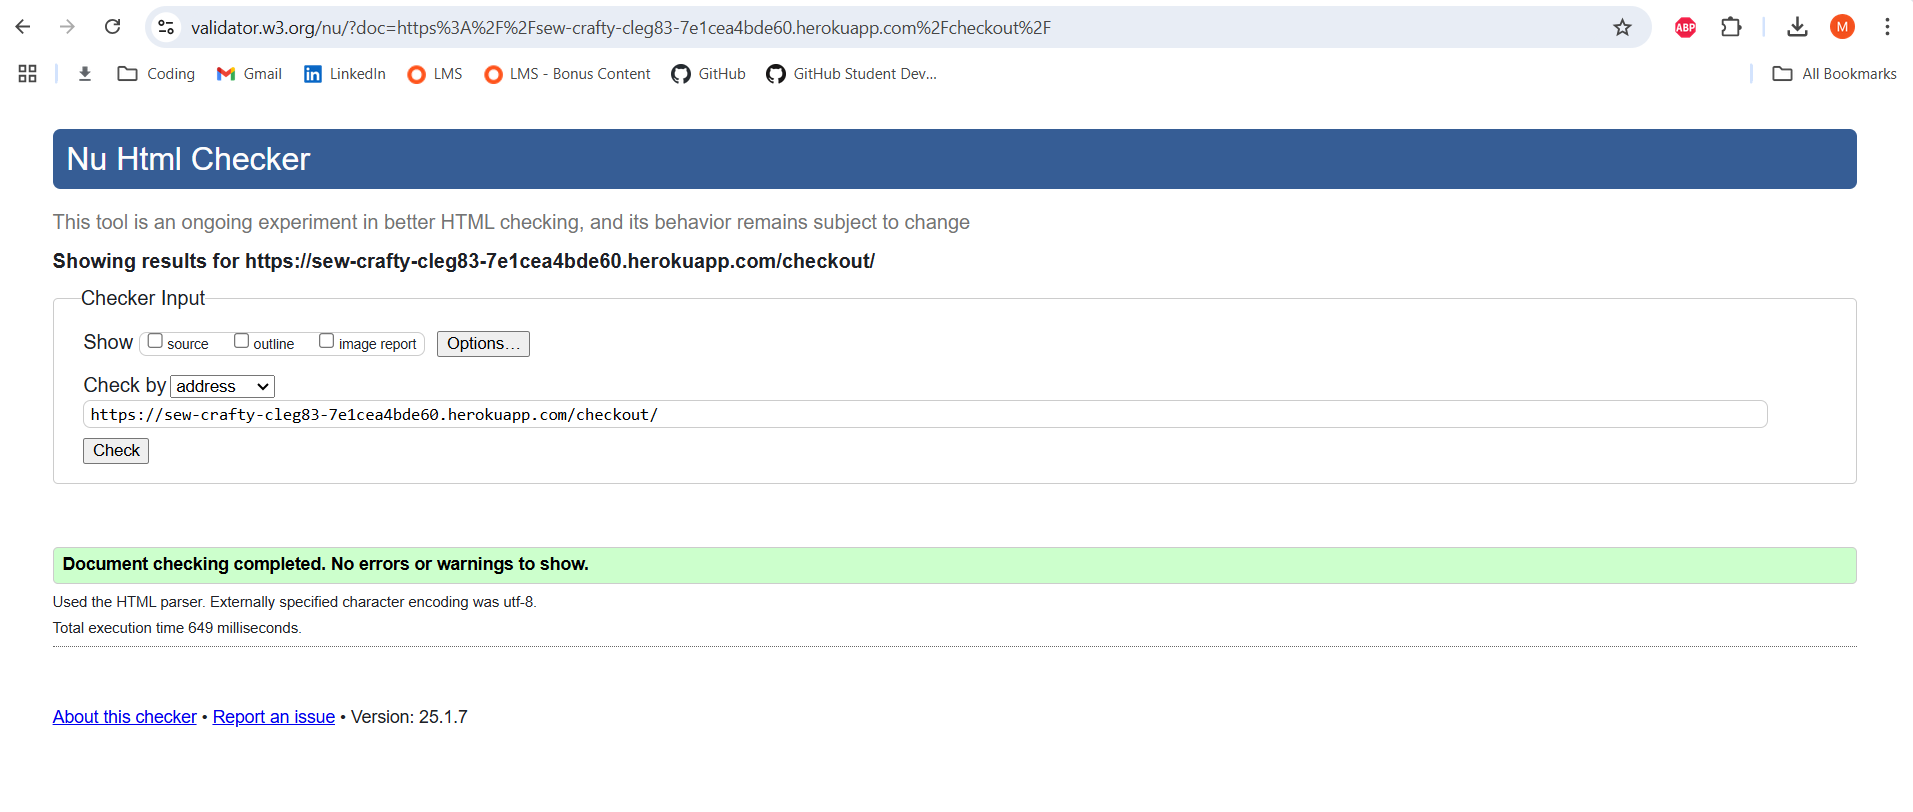 validator.w3.org/nu/?doc=https%3A%2F%2Fsew-crafty-cleg83-7e1cea4bde60.herokuapp.com%2Fcheckout%2F
ABP
M
Coding
Gmail
LinkedIn
LMS
LMS - Bonus Content
GitHub
GitHub Student Dev...
All Bookmarks
Nu Html Checker
This tool is an ongoing experiment in better HTML checking, and its behavior remains subject to change
Showing results for https://sew-crafty-cleg83-7e1cea4bde60.herokuapp.com/checkout/
Checker Input
Show source outline image report Options...
Check by address
https://sew-crafty-cleg83-7e1cea4bde60.herokuapp.com/checkout/
Check
Document checking completed. No errors or warnings to show.
Used the HTML parser. Externally specified character encoding was utf-8.
Total execution time 649 milliseconds.
About this checker • Report an issue • Version: 25.1.7